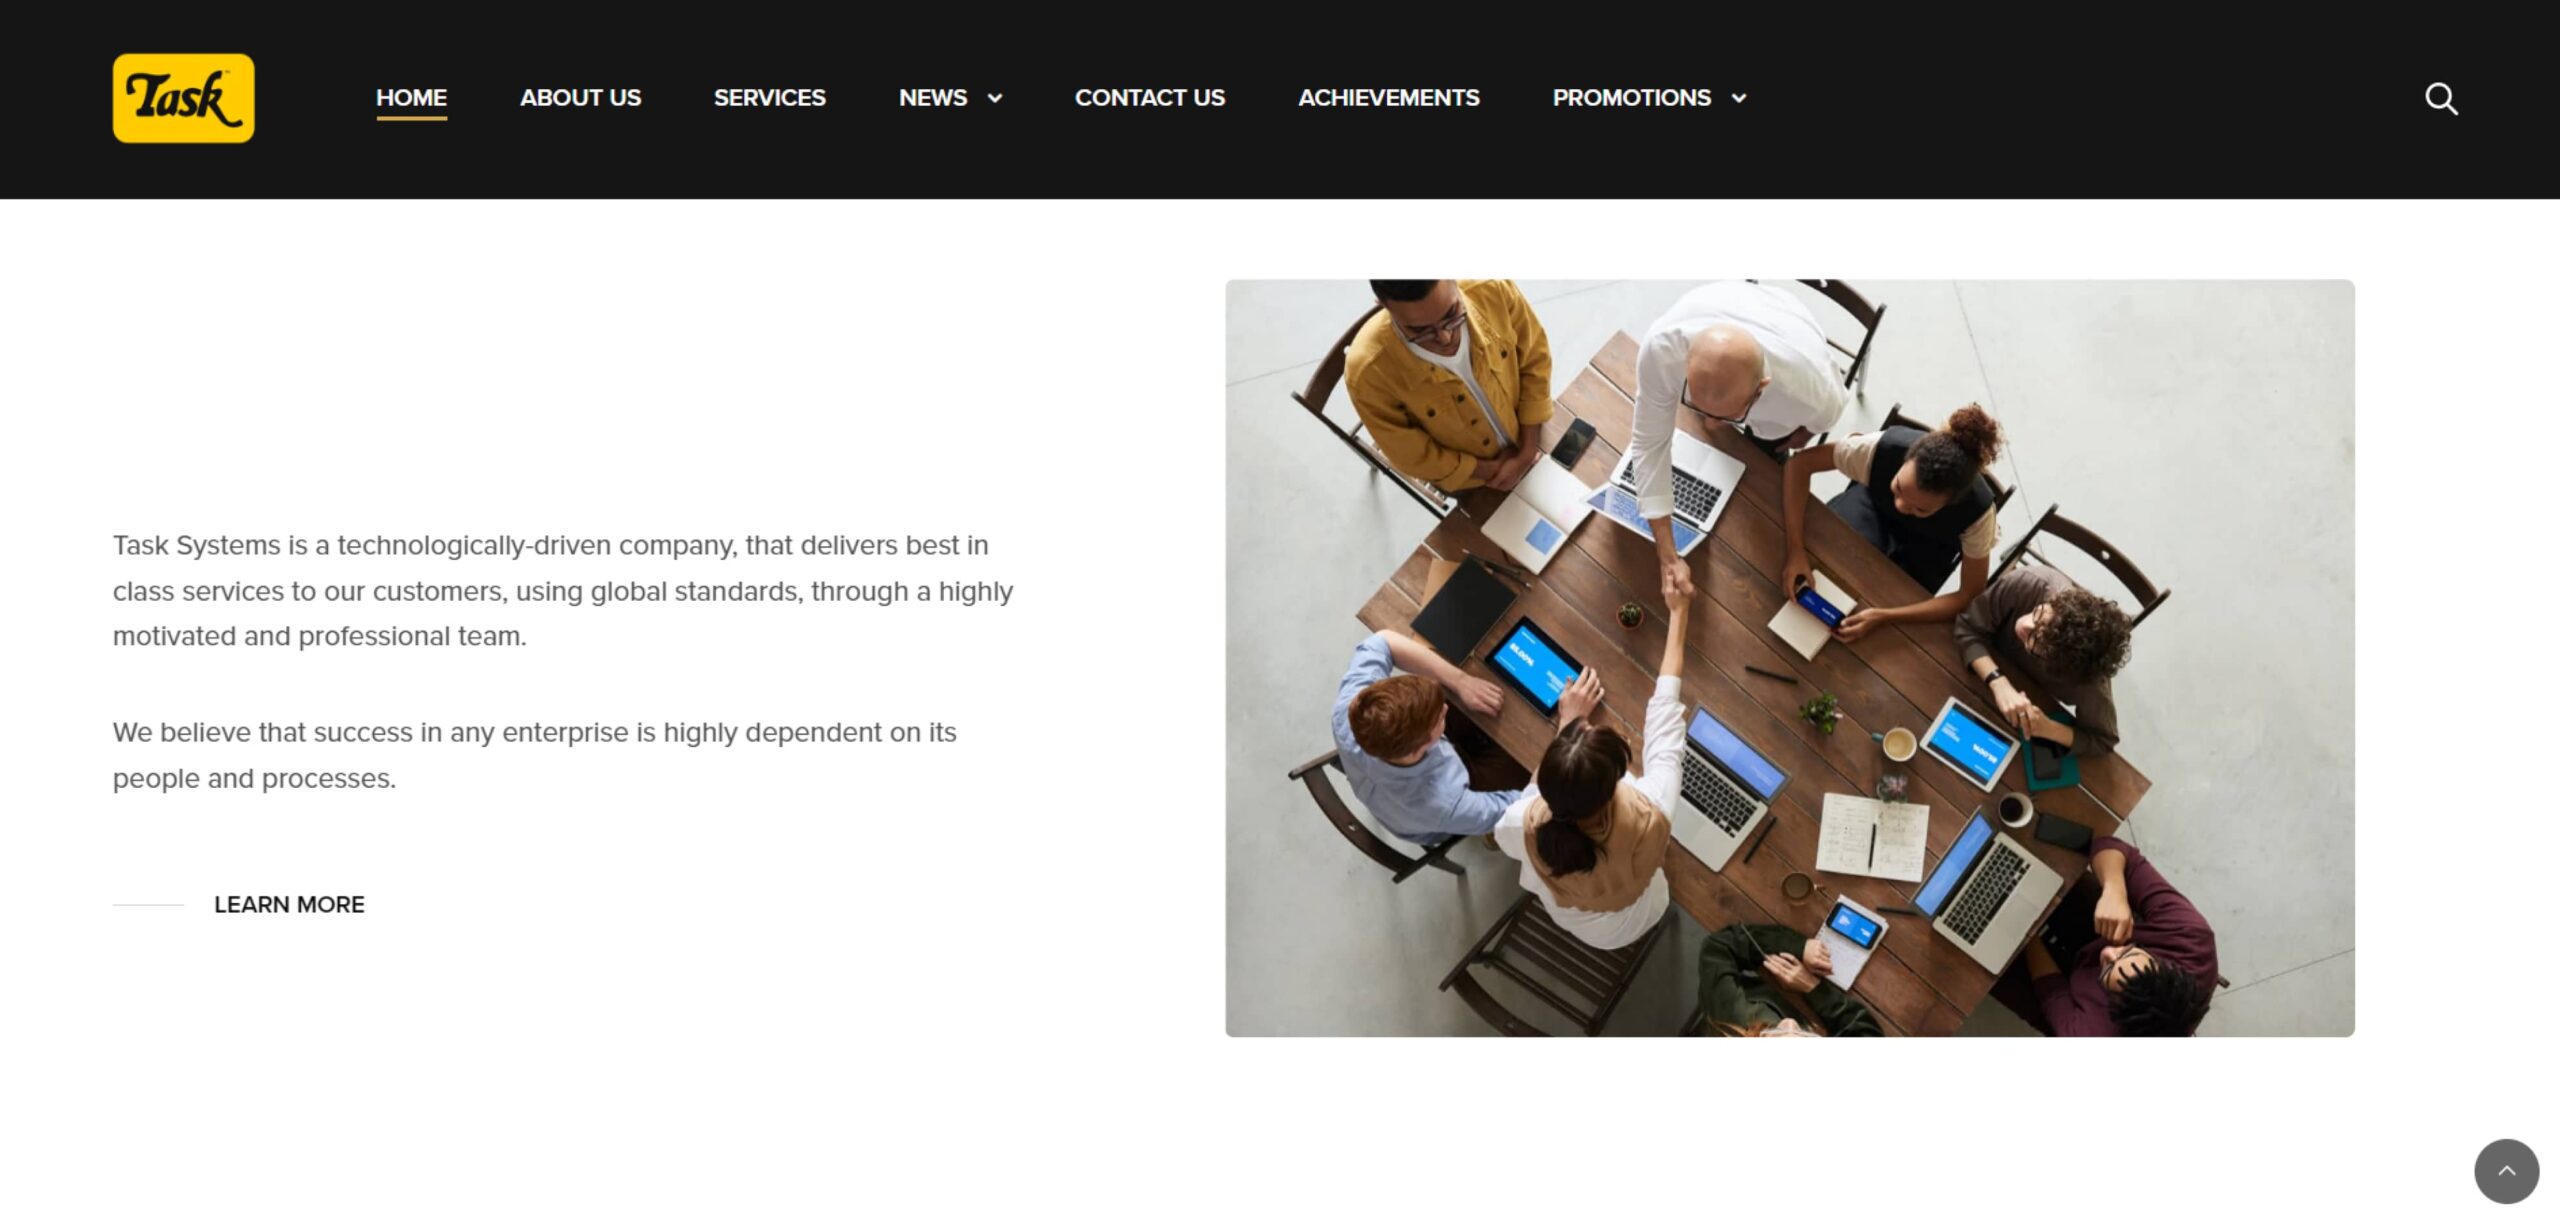 Task
HOME
ABOUT US
SERVICES
NEWS
CONTACT US
ACHIEVEMENTS
PROMOTIONS
Task Systems is a technologically-driven company, that delivers best in
class services to our customers, using global standards, through a highly
motivated and professional team.
We believe that success in any enterprise is highly dependent on its
people and processes.
LEARN MORE